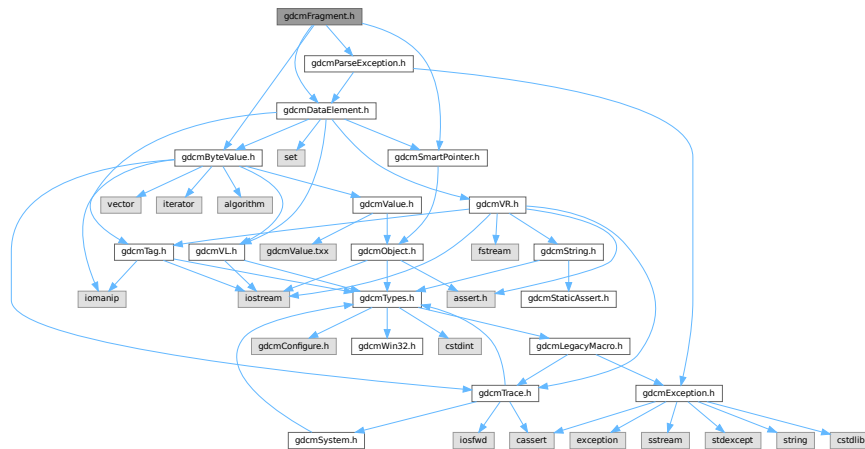 gdcmFragment.h
gdcmParseException.h
gdcmDataElement.h
gdcmByteValue.h
set
gdcmSmartPointer.h
vector
iterator
algorithm
gdcmValue.h
gdcmVR.h
gdcmTag.h
gdcmVL.h
gdcmValue.txx
gdcmObject.h
fstream
gdcmString.h
iomanip
iostream
gdcmTypes.h
assert.h
gdcmStaticAssert.h
gdcmConfigure.h
gdcmWin32.h
cstdint
gdcmLegacyMacro.h
gdcmTrace.h
gdcmException.h
gdcmSystem.h
iosfwd
cassert
exception
sstream
stdexcept
string
cstdlib